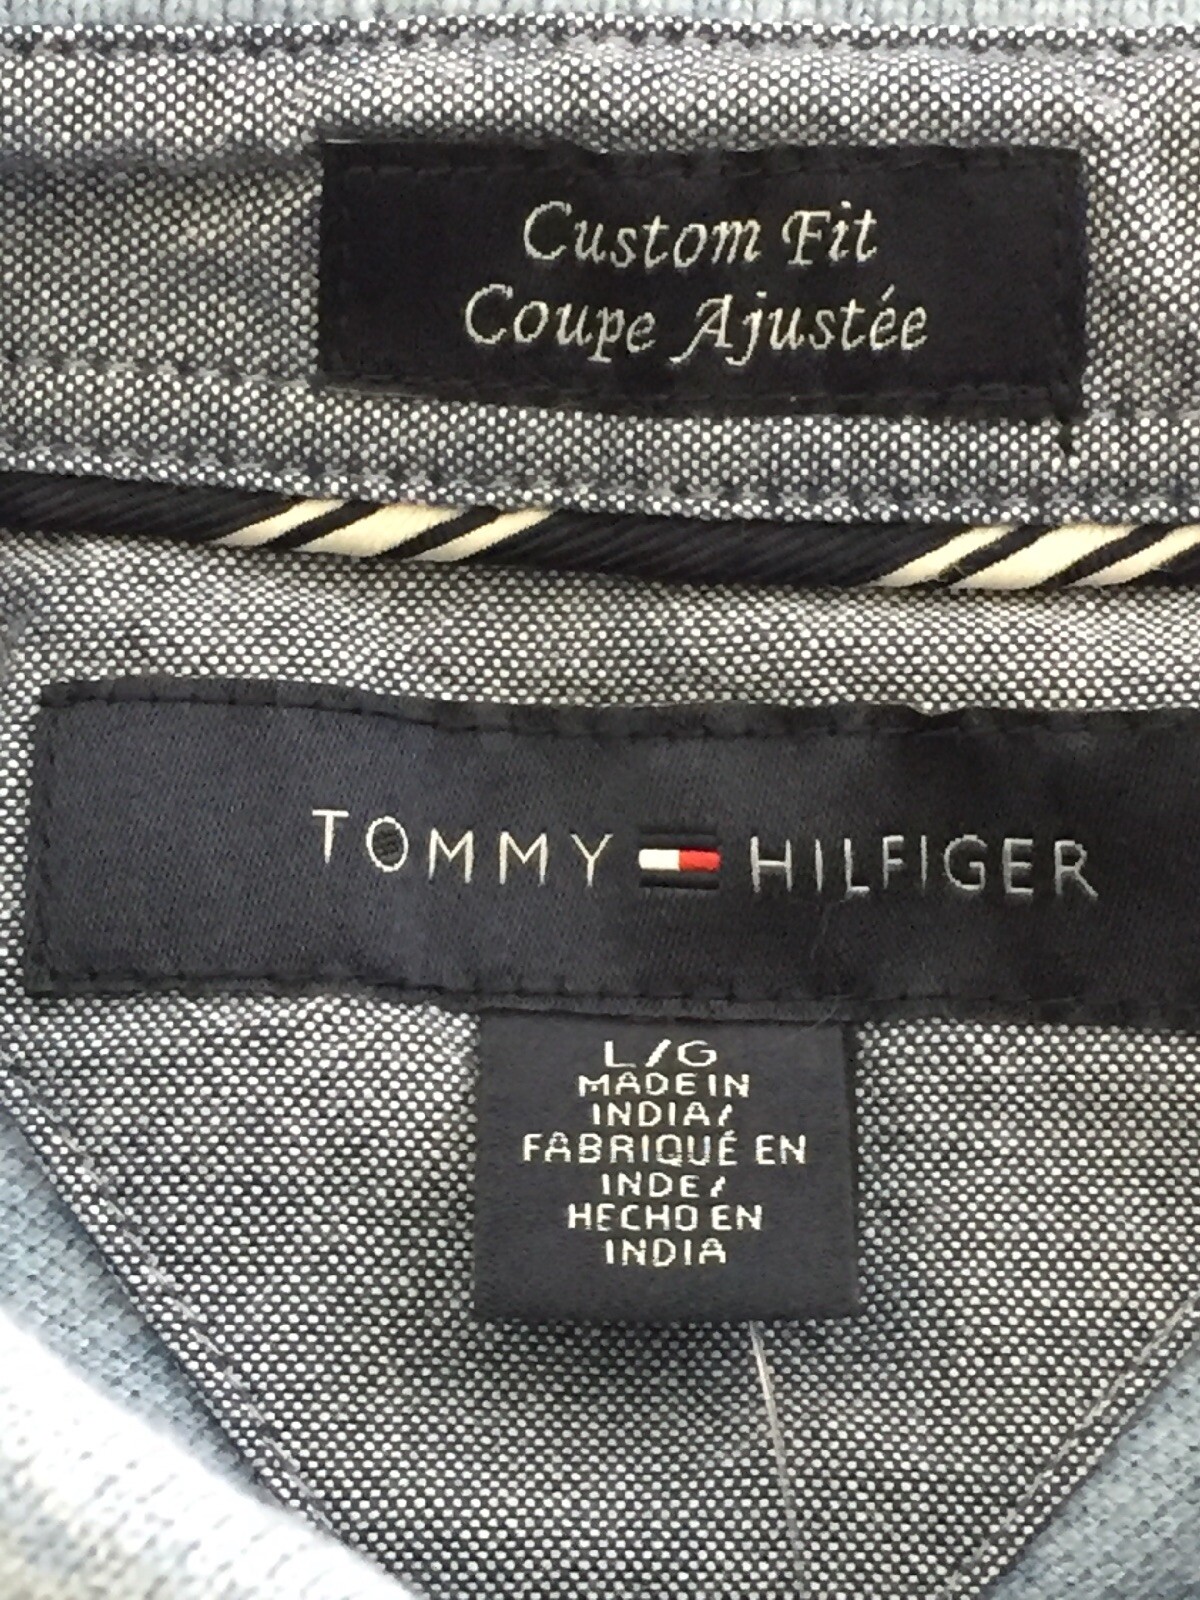 Custom Fit
Coupe Ajustée
TOMMY HILFIGER
L/G
MADE IN
INDIA/
FABRIQUÉ EN
INDE/
HECHO EN
INDIA